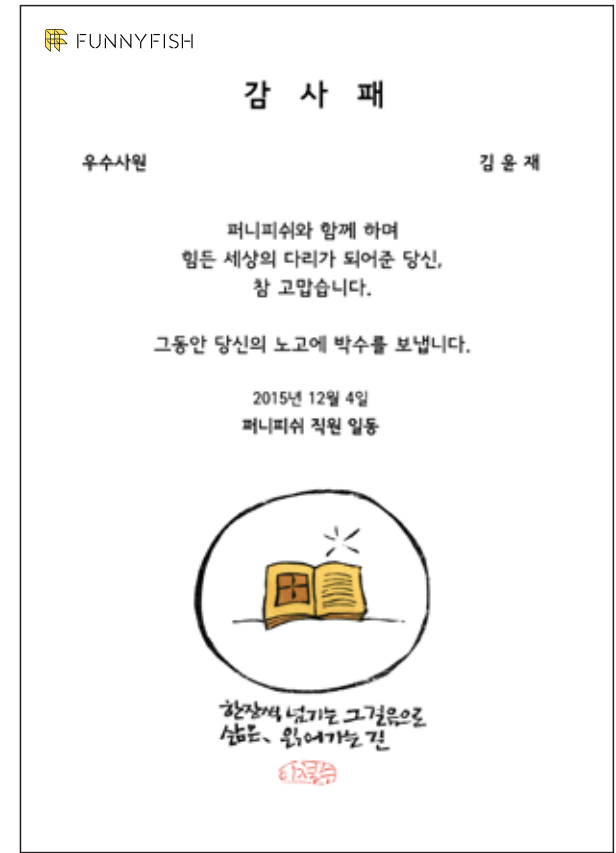 FUNNYFISH
감 사 패
우수사원 김 윤 재
퍼니피쉬와 함께 하며
힘든 세상의 다리가 되어준 당신,
참 고맙습니다.
그동안 당신의 노고에 박수를 보냅니다.
2015년 12월 4일
퍼니피쉬 직원 일동
한장씩 넘기는 그 걸음으로
삶은, 읽어가는 길